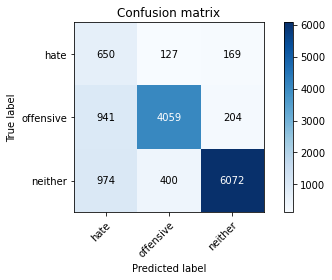 Confusion matrix
6000
hate 650 127 169
5000
4000
offensive 941 4059 204
3000
2000
neither 974 400 6072
1000
True label
hate offensive neither
Predicted label